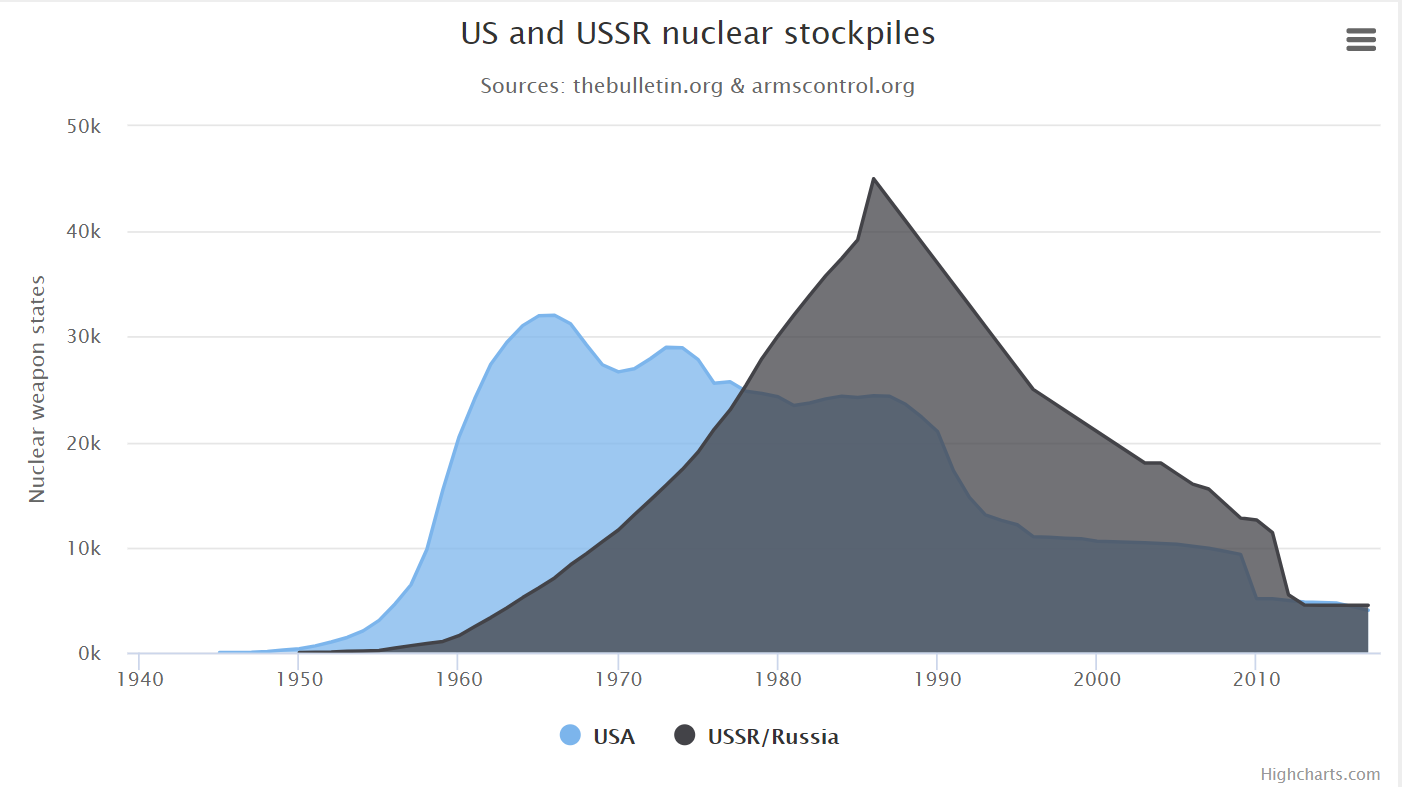 US and USSR nuclear stockpiles
Sources: thebulletin.org & armscontrol.org
Nuclear weapon states
50k
40k
30k
20k
10k
0k
1940 1950 1960 1970 1980 1990 2000 2010
USA USSR/Russia
Highcharts.com